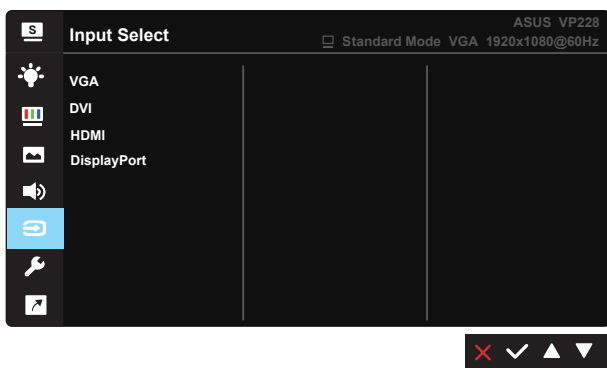 S
Input Select
ASUS VP228
Standard Mode VGA 1920x1080@60Hz
VGA
DVI
HDMI
DisplayPort